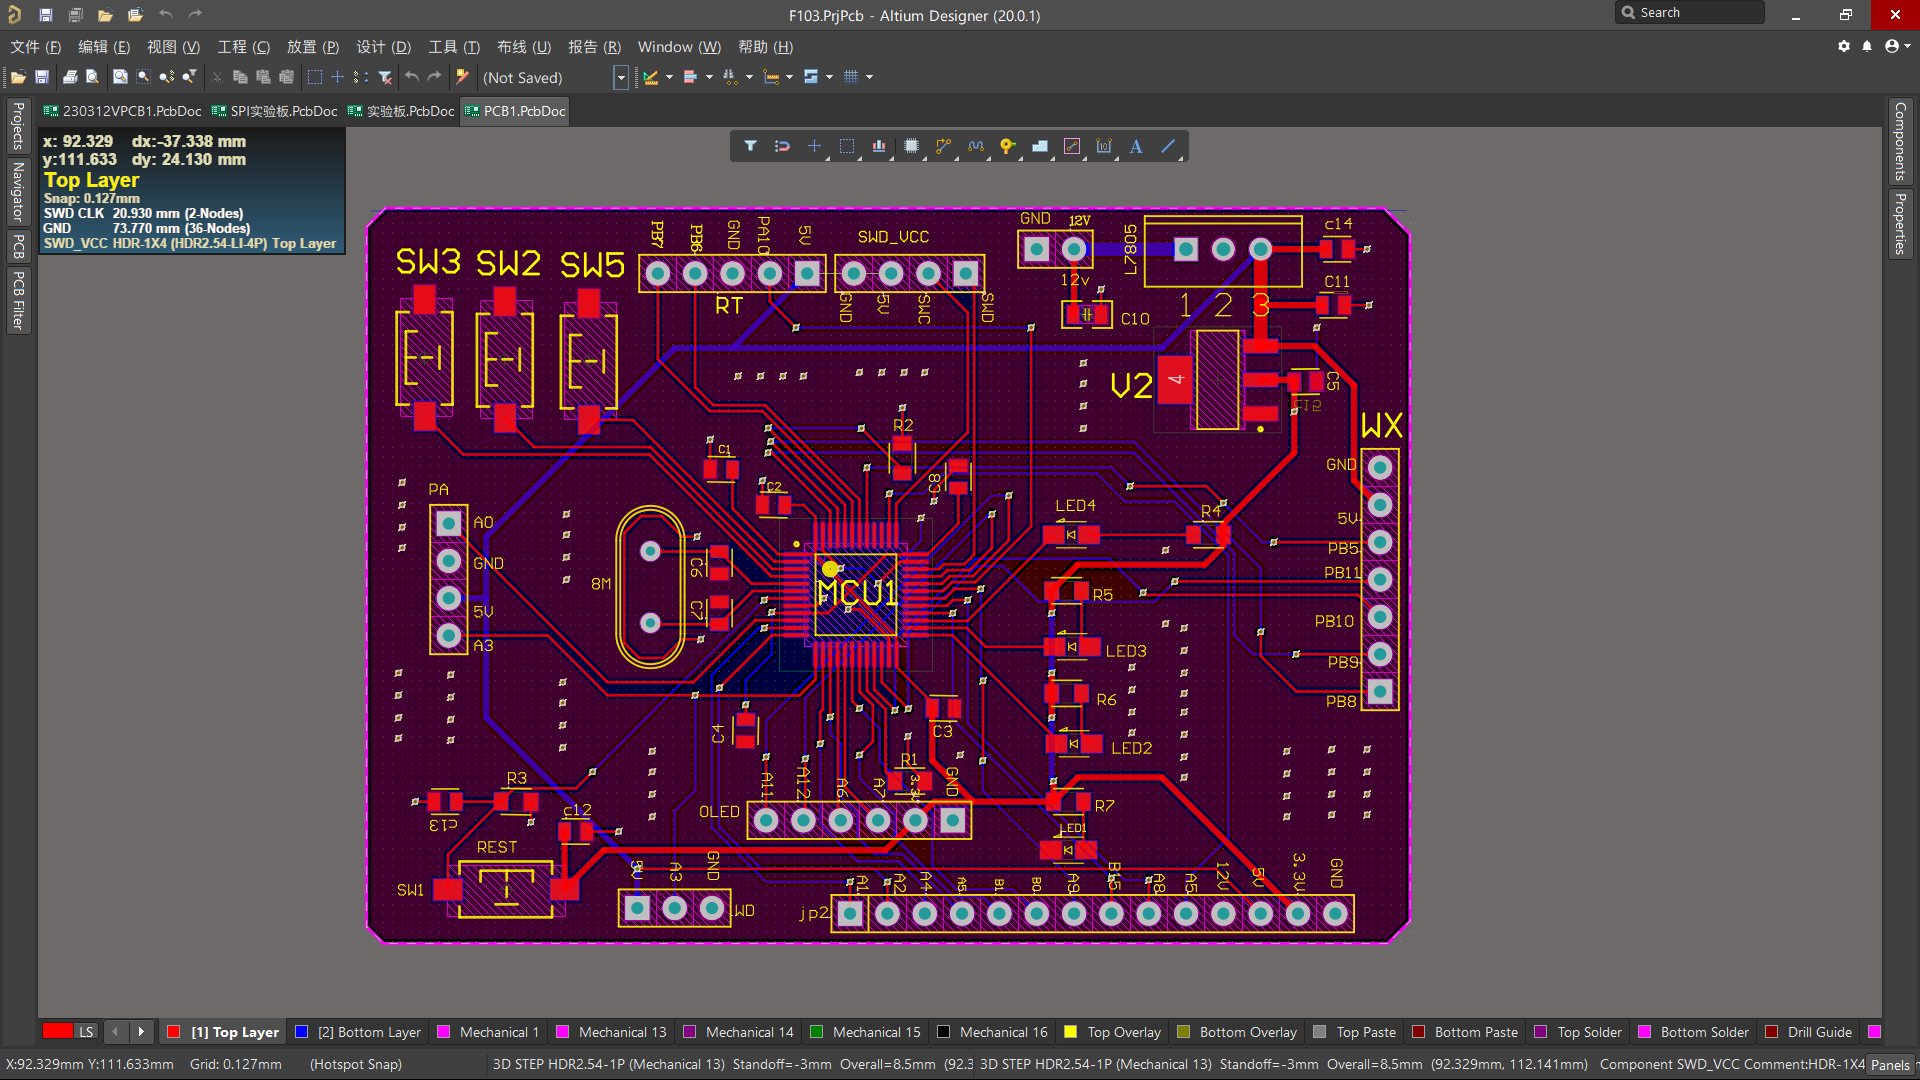 F103.PrjPcb - Altium Designer (20.0.1)
Search
文件 (F) 编辑 (E) 视图 (V) 工程 (C) 放置 (P) 设计 (D) 工具 (T) 布线 (U) 报告 (R) Window (W) 帮助 (H)
(Not Saved)
230312VPCB1.PcbDoc SPI实验板.PcbDoc 实验板.PcbDoc PCB1.PcbDoc
Projects
Navigator
PCB
PCB Filter
Components
Properties
x: 92.329 dx:-37.338 mm
y:111.633 dy: 24.130 mm
Top Layer
Snap: 0.127mm
SWD CLK 20.930 mm (2-Nodes)
GND 73.770 mm (36-Nodes)
SWD_VCC HDR-1X4 (HDR2.54-LI-4P) Top Layer
PB7 PB6 GND PA10 5V
SWD_VCC
GND 12V
L7805
c14
SW3 SW2 SW5
RT
GND 5V SWC SWD
12v
C10
C11
1 2 3
V2
4
C5
WX
R2
C1
C2
C8
PA
A0
GND
5V
A3
8M
C6
C7
MCU1
LED4
R4
R5
LED3
R6
LED2
R7
LED1
GND
5V
PB5
PB11
PB10
PB9
PB8
C4
C3
R1
R3
c13
c12
A11 A12 A6 A7 3.3V GND
OLED
REST
SW1
5V A3 GND
WD
jp2
A1 A2 A4 A5 B1 B0 A9 B15 A8 A5 12V 5V 3.3V GND
LS [1] Top Layer [2] Bottom Layer Mechanical 1 Mechanical 13 Mechanical 14 Mechanical 15 Mechanical 16 Top Overlay Bottom Overlay Top Paste Bottom Paste Top Solder Bottom Solder Drill Guide
X:92.329mm Y:111.633mm Grid: 0.127mm (Hotspot Snap) 3D STEP HDR2.54-1P (Mechanical 13) Standoff=-3mm Overall=8.5mm (92.3 3D STEP HDR2.54-1P (Mechanical 13) Standoff=-3mm Overall=8.5mm (92.329mm, 112.141mm) Component SWD_VCC Comment:HDR-1X4 Panels